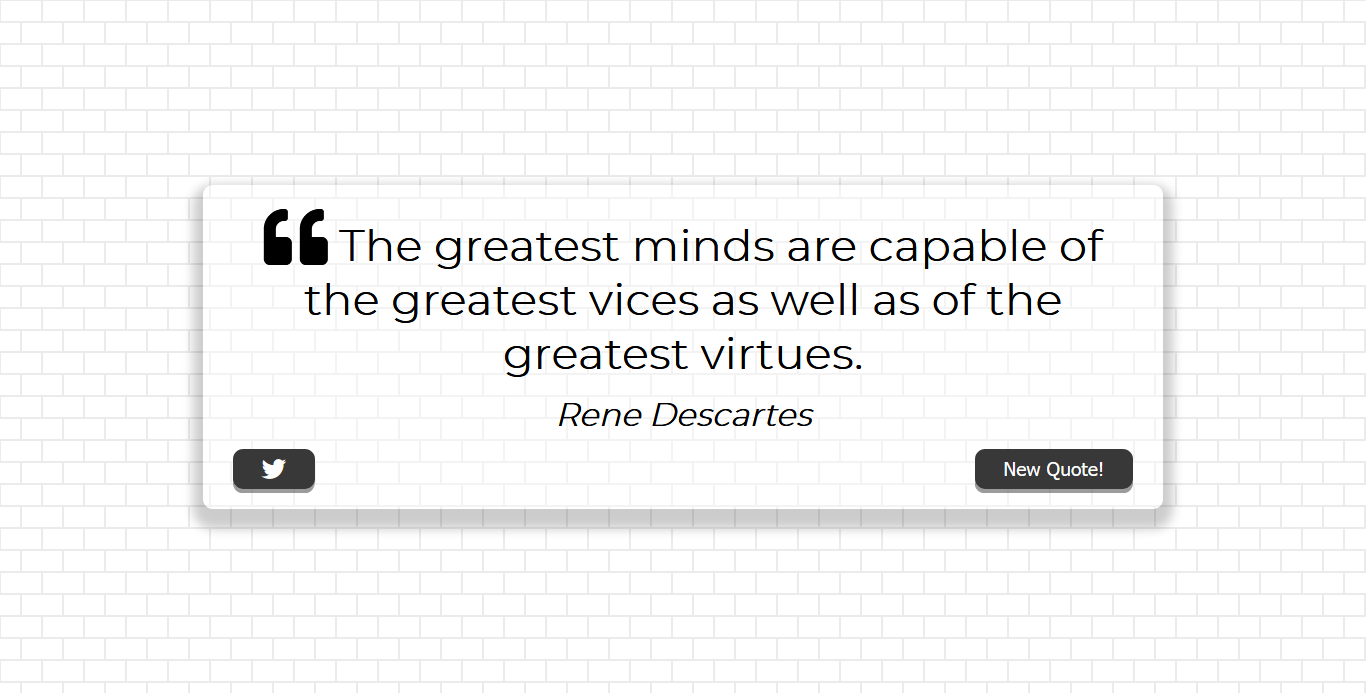 The greatest minds are capable of
the greatest vices as well as of the
greatest virtues.
Rene Descartes
New Quote!